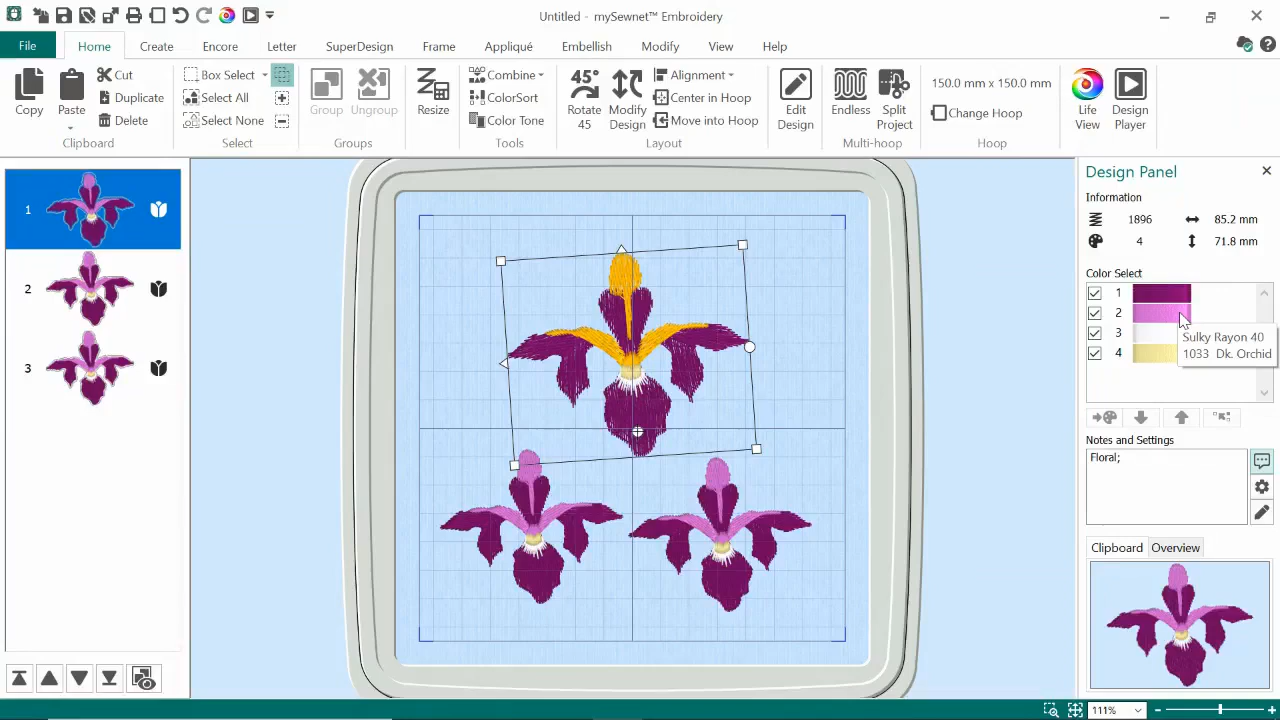 Untitled - mySewnet™ Embroidery
File
Home
Create
Encore
Letter
SuperDesign
Frame
Appliqué
Embellish
Modify
View
Help
Copy
Paste
Cut
Duplicate
Delete
Clipboard
Box Select
Select All
Select None
Select
Group
Ungroup
Groups
Resize
Combine
ColorSort
Color Tone
Tools
Rotate
45
Modify
Design
Alignment
Center in Hoop
Move into Hoop
Layout
Edit
Design
Endless
Split
Project
Multi-hoop
150.0 mm x 150.0 mm
Change Hoop
Hoop
Life
View
Design
Player
1
2
3
Design Panel
Information
1896
85.2 mm
4
71.8 mm
Color Select
1
2
3
4
Sulky Rayon 40
1033 Dk. Orchid
Notes and Settings
Floral;
Clipboard
Overview
111%